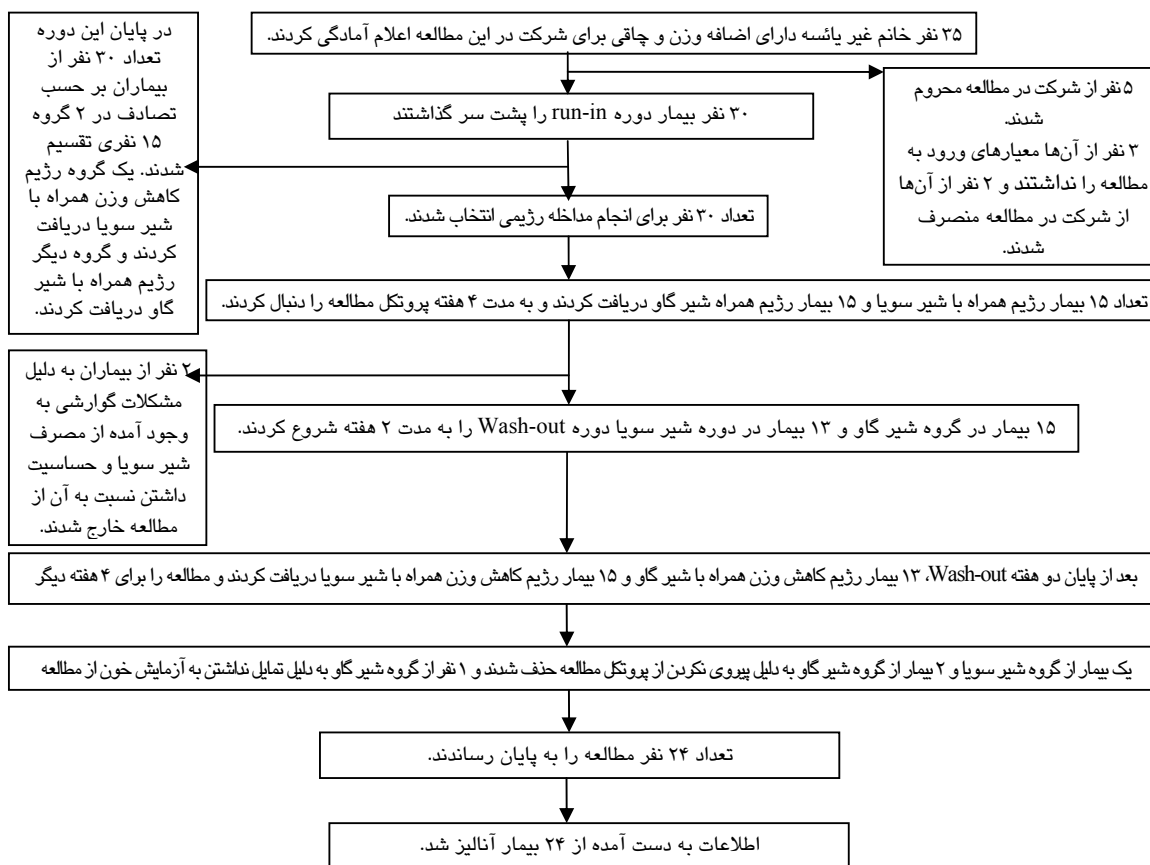 ۳۵ نفر خانم غیر یائسه دارای اضافه وزن و چاقی برای شرکت در این مطالعه اعلام آمادگی کردند.
۵ نفر از شرکت در مطالعه محروم
شدند.
۳ نفر از آن‌ها معیارهای ورود به
مطالعه را نداشتند و ۲ نفر از آن‌ها
از شرکت در مطالعه منصرف
شدند.
۳۰ نفر بیمار دوره run-in را پشت سر گذاشتند
در پایان این دوره
تعداد ۳۰ نفر از
بیماران بر حسب
تصادف در ۲ گروه
۱۵ نفری تقسیم
شدند. یک گروه رژیم
کاهش وزن همراه با
شیر سویا دریافت
کردند و گروه دیگر
رژیم همراه با شیر
گاو دریافت کردند.
تعداد ۳۰ نفر برای انجام مداخله رژیمی انتخاب شدند.
تعداد ۱۵ بیمار رژیم همراه با شیر سویا و ۱۵ بیمار رژیم همراه شیر گاو دریافت کردند و به مدت ۴ هفته پروتکل مطالعه را دنبال کردند.
۲ نفر از بیماران به دلیل
مشکلات گوارشی به
وجود آمده از مصرف
شیر سویا و حساسیت
داشتن نسبت به آن از
مطالعه خارج شدند.
۱۵ بیمار در گروه شیر گاو و ۱۳ بیمار در دوره شیر سویا دوره Wash-out را به مدت ۲ هفته شروع کردند.
بعد از پایان دو هفته Wash-out، ۱۳ بیمار رژیم کاهش وزن همراه با شیر گاو و ۱۵ بیمار رژیم کاهش وزن همراه با شیر سویا دریافت کردند و مطالعه را برای ۴ هفته دیگر
یک بیمار از گروه شیر سویا و ۲ بیمار از گروه شیر گاو به دلیل پیروی نکردن از پروتکل مطالعه حذف شدند و ۱ نفر از گروه شیر گاو به دلیل تمایل نداشتن به آزمایش خون از مطالعه
تعداد ۲۴ نفر مطالعه را به پایان رساندند.
اطلاعات به دست آمده از ۲۴ بیمار آنالیز شد.